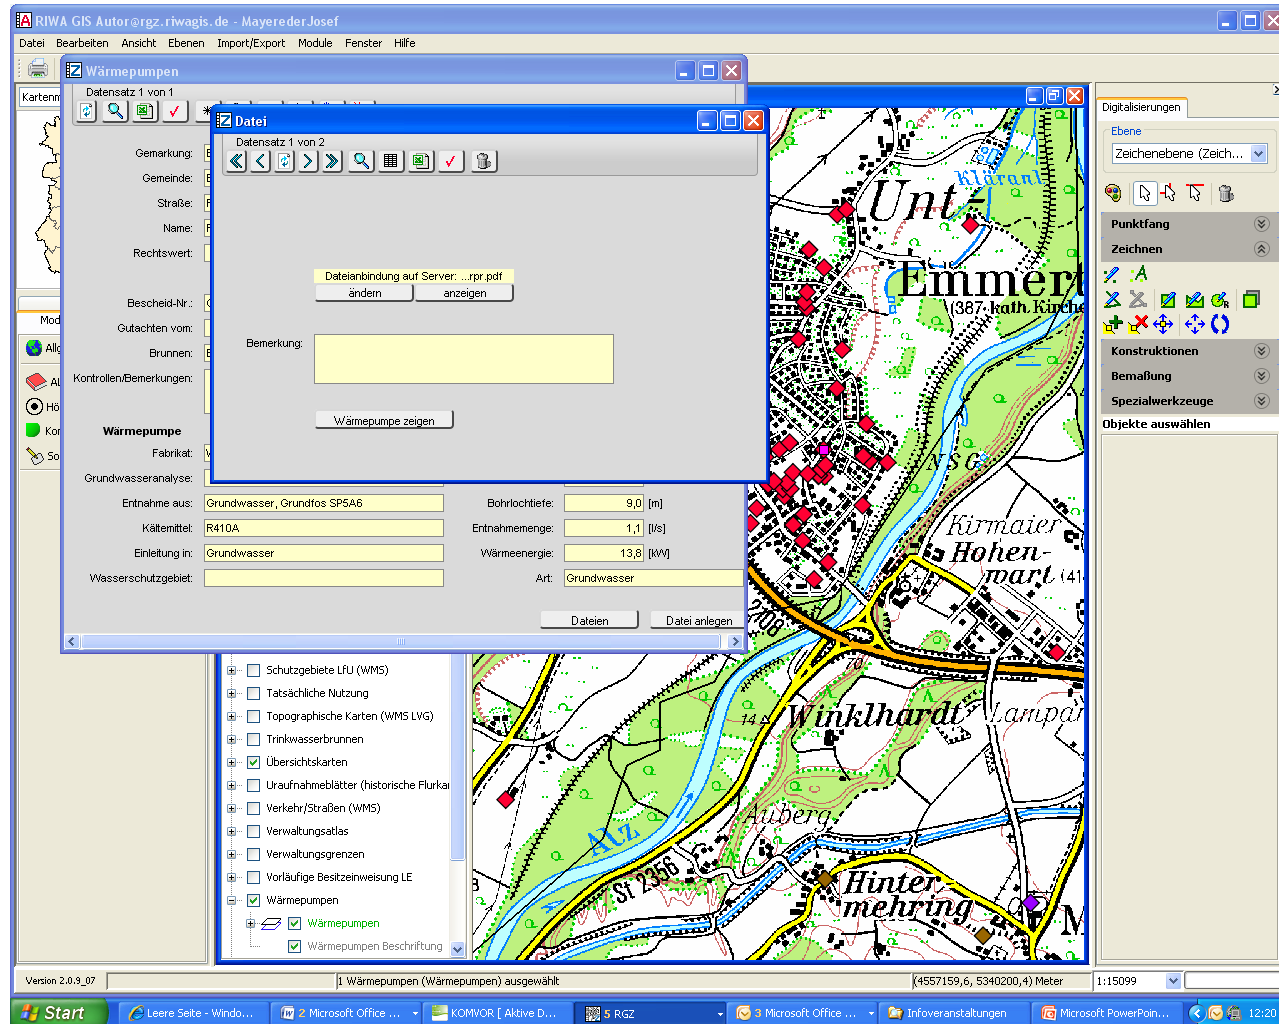 RIWA GIS Autor@rgz.riwagis.de - MayerederJosef
Datei Bearbeiten Ansicht Ebenen Import/Export Module Fenster Hilfe
Wärmepumpen
Datensatz 1 von 1
Gemarkung:
Gemeinde:
Straße:
Name:
Rechtswert:
Bescheid-Nr.:
Gutachten vom:
Brunnen:
Kontrollen/Bemerkungen:
Wärmepumpe
Fabrikat:
Grundwasseranalyse:
Entnahme aus: Grundwasser, Grundfos SP5A6 Bohrlochtiefe: 9,0 [m]
Kältemittel: R410A Entnahmemenge: 1,1 [l/s]
Einleitung in: Grundwasser Wärmeenergie: 13,8 [kW]
Wasserschutzgebiet: Art: Grundwasser
Dateien Datei anlegen
Datei
Datensatz 1 von 2
Dateianbindung auf Server: ...rpr.pdf
ändern anzeigen
Bemerkung:
Wärmepumpe zeigen
Schutzgebiete LfU (WMS)
Tatsächliche Nutzung
Topographische Karten (WMS LVG)
Trinkwasserbrunnen
Übersichtskarten
Uraufnahmeblätter (historische Flurka
Verkehr/Straßen (WMS)
Verwaltungsatlas
Verwaltungsgrenzen
Vorläufige Besitzeinweisung LE
Wärmepumpen
Wärmepumpen
Wärmepumpen Beschriftung
Kläranl
Unt-
Emmert
(387 kath. Kirche
NSG
Kirmaier
Hohen-
wart (41
Winklhardt
Lampa
Auberg
Alz
St 2356
Hinter
mehring
M
Digitalisierungen
Ebene
Zeichenebene (Zeich...
Punktfang
Zeichnen
Konstruktionen
Bemaßung
Spezialwerkzeuge
Objekte auswählen
Version 2.0.9_07 1 Wärmepumpen (Wärmepumpen) ausgewählt (4557159,6, 5340200,4) Meter 1:15099
Start Leere Seite - Windo... 2 Microsoft Office ... KOMVOR [ Aktive D... 5 RGZ 3 Microsoft Office ... Infoveranstaltungen Microsoft PowerPoin... 12:20